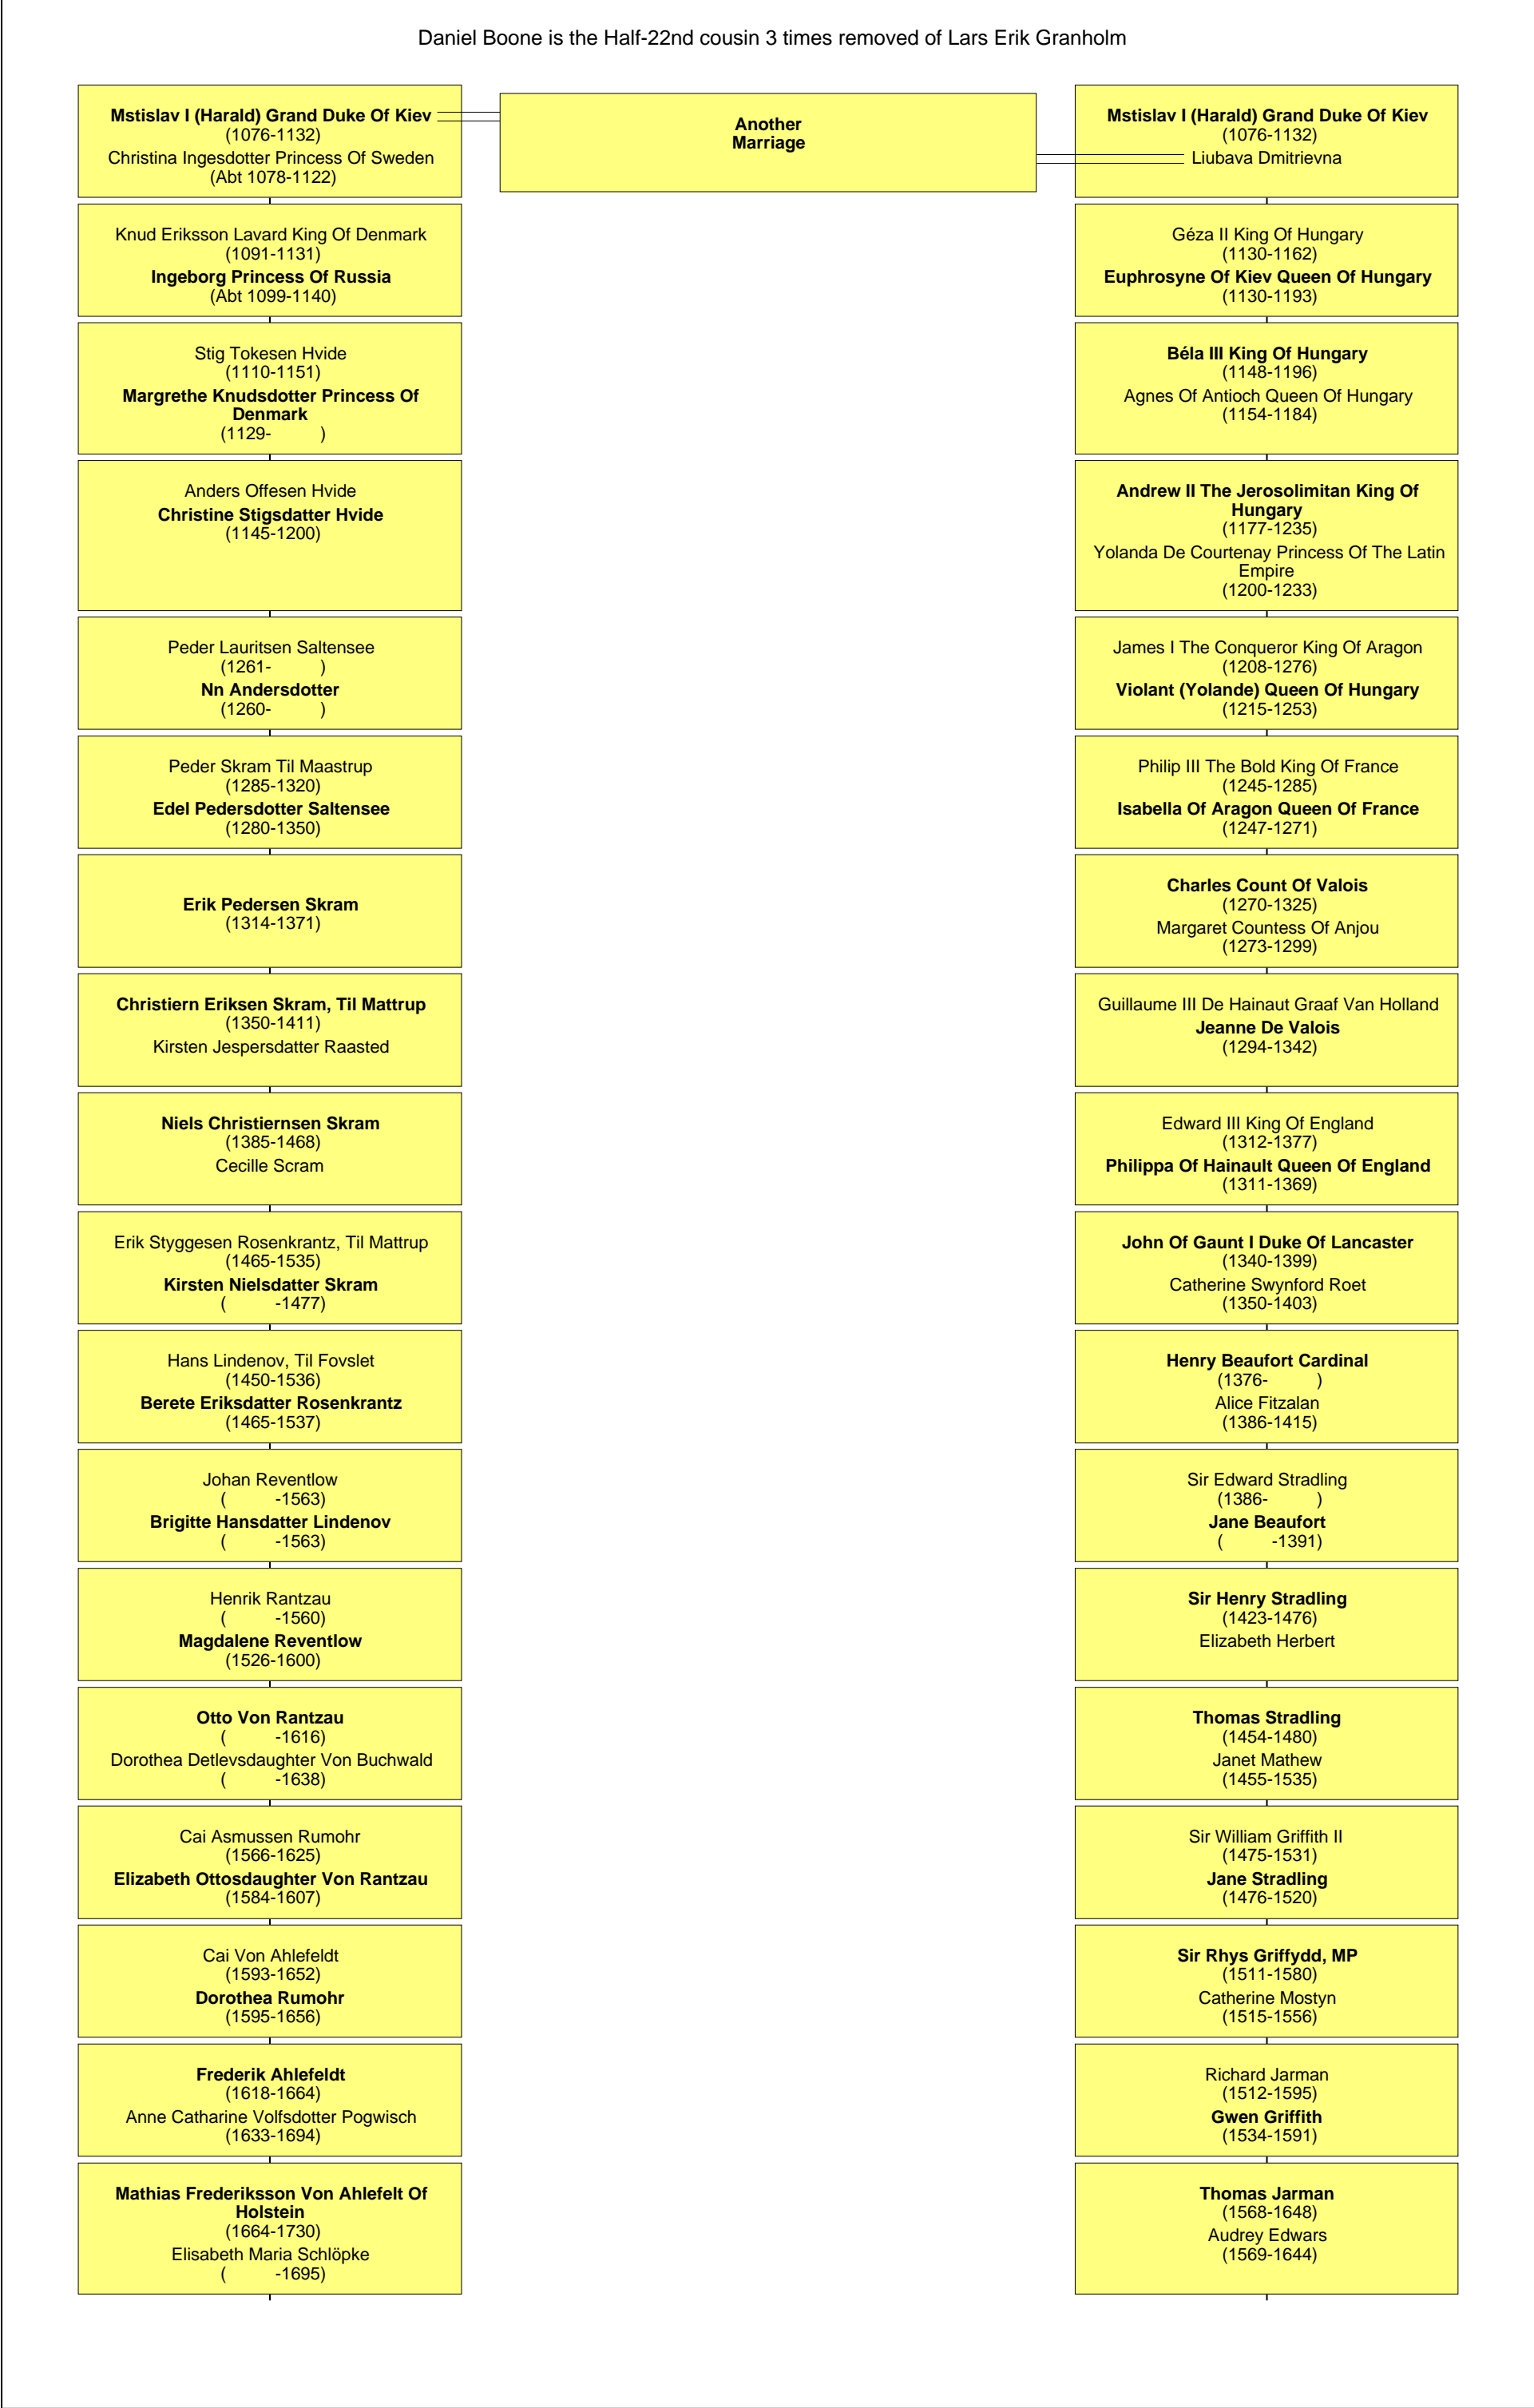 Daniel Boone is the Half-22nd cousin 3 times removed of Lars Erik Granholm
Mstislav I (Harald) Grand Duke Of Kiev
(1076-1132)
Christina Ingesdotter Princess Of Sweden
(Abt 1078-1122)
Another
Marriage
Mstislav I (Harald) Grand Duke Of Kiev
(1076-1132)
Liubava Dmitrievna
Knud Eriksson Lavard King Of Denmark
(1091-1131)
Ingeborg Princess Of Russia
(Abt 1099-1140)
Géza II King Of Hungary
(1130-1162)
Euphrosyne Of Kiev Queen Of Hungary
(1130-1193)
Stig Tokesen Hvide
(1110-1151)
Margrethe Knudsdotter Princess Of
Denmark
(1129- )
Béla III King Of Hungary
(1148-1196)
Agnes Of Antioch Queen Of Hungary
(1154-1184)
Anders Offesen Hvide
Christine Stigsdatter Hvide
(1145-1200)
Andrew II The Jerosolimitan King Of
Hungary
(1177-1235)
Yolanda De Courtenay Princess Of The Latin
Empire
(1200-1233)
Peder Lauritsen Saltensee
(1261- )
Nn Andersdotter
(1260- )
James I The Conqueror King Of Aragon
(1208-1276)
Violant (Yolande) Queen Of Hungary
(1215-1253)
Peder Skram Til Maastrup
(1285-1320)
Edel Pedersdotter Saltensee
(1280-1350)
Philip III The Bold King Of France
(1245-1285)
Isabella Of Aragon Queen Of France
(1247-1271)
Erik Pedersen Skram
(1314-1371)
Charles Count Of Valois
(1270-1325)
Margaret Countess Of Anjou
(1273-1299)
Christiern Eriksen Skram, Til Mattrup
(1350-1411)
Kirsten Jespersdatter Raasted
Guillaume III De Hainaut Graaf Van Holland
Jeanne De Valois
(1294-1342)
Niels Christiernsen Skram
(1385-1468)
Cecille Scram
Edward III King Of England
(1312-1377)
Philippa Of Hainault Queen Of England
(1311-1369)
Erik Styggesen Rosenkrantz, Til Mattrup
(1465-1535)
Kirsten Nielsdatter Skram
( -1477)
John Of Gaunt I Duke Of Lancaster
(1340-1399)
Catherine Swynford Roet
(1350-1403)
Hans Lindenov, Til Fovslet
(1450-1536)
Berete Eriksdatter Rosenkrantz
(1465-1537)
Henry Beaufort Cardinal
(1376- )
Alice Fitzalan
(1386-1415)
Johan Reventlow
( -1563)
Brigitte Hansdatter Lindenov
( -1563)
Sir Edward Stradling
(1386- )
Jane Beaufort
( -1391)
Henrik Rantzau
( -1560)
Magdalene Reventlow
(1526-1600)
Sir Henry Stradling
(1423-1476)
Elizabeth Herbert
Otto Von Rantzau
( -1616)
Dorothea Detlevsdaughter Von Buchwald
( -1638)
Thomas Stradling
(1454-1480)
Janet Mathew
(1455-1535)
Cai Asmussen Rumohr
(1566-1625)
Elizabeth Ottosdaughter Von Rantzau
(1584-1607)
Sir William Griffith II
(1475-1531)
Jane Stradling
(1476-1520)
Cai Von Ahlefeldt
(1593-1652)
Dorothea Rumohr
(1595-1656)
Sir Rhys Griffydd, MP
(1511-1580)
Catherine Mostyn
(1515-1556)
Frederik Ahlefeldt
(1618-1664)
Anne Catharine Volfsdotter Pogwisch
(1633-1694)
Richard Jarman
(1512-1595)
Gwen Griffith
(1534-1591)
Mathias Frederiksson Von Ahlefelt Of
Holstein
(1664-1730)
Elisabeth Maria Schlöpke
( -1695)
Thomas Jarman
(1568-1648)
Audrey Edwars
(1569-1644)